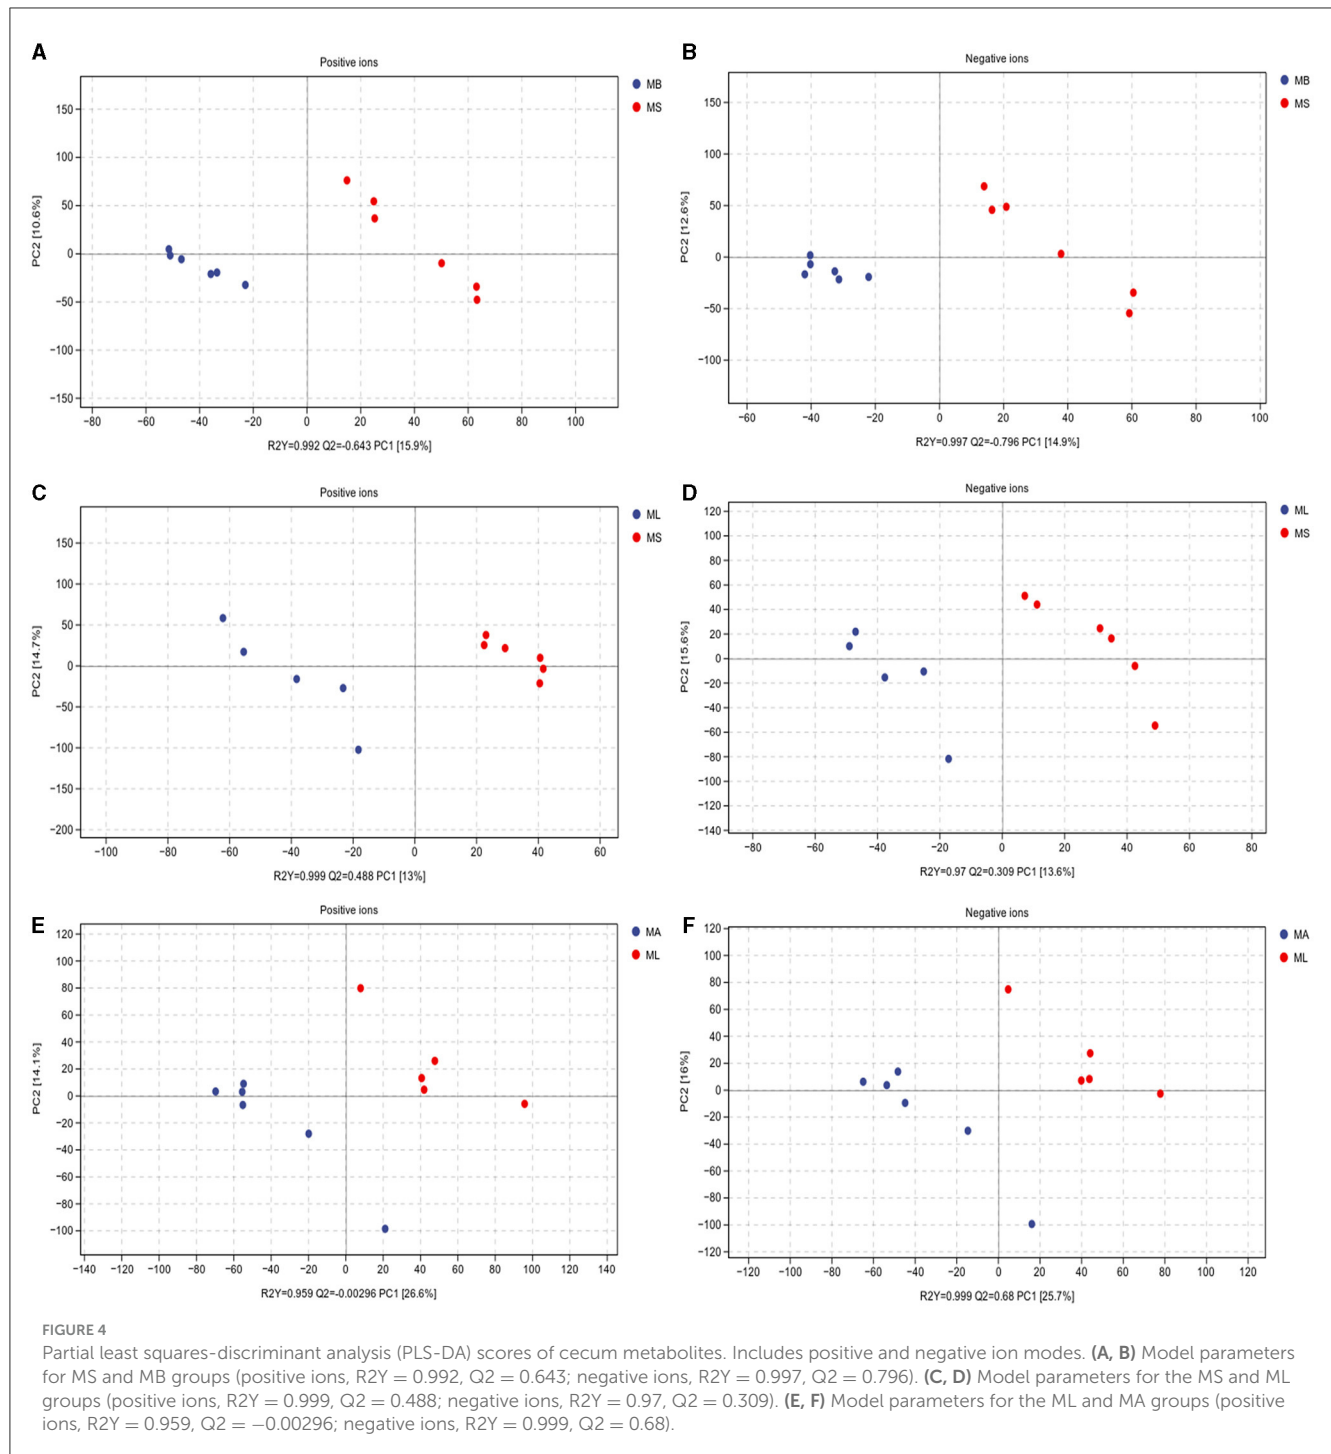 A
Positive ions
MB
MS
150
100
50
0
−50
−100
−150
PC2 [10.6%]
−80 −60 −40 −20 0 20 40 60 80 100
R2Y=0.992 Q2=-0.643 PC1 [15.9%]
B
Negative ions
MB
MS
150
100
50
0
−50
−100
PC2 [12.6%]
−60 −40 −20 0 20 40 60 80 100
R2Y=0.997 Q2=-0.796 PC1 [14.9%]
C
Positive ions
ML
MS
150
100
50
0
−50
−100
−150
−200
PC2 [14.7%]
−100 −80 −60 −40 −20 0 20 40 60
R2Y=0.999 Q2=0.488 PC1 [13%]
D
Negative ions
ML
MS
120
100
80
60
40
20
0
−20
−40
−60
−80
−100
−120
−140
PC2 [15.6%]
−80 −60 −40 −20 0 20 40 60 80
R2Y=0.97 Q2=0.309 PC1 [13.6%]
E
Positive ions
MA
ML
120
100
80
60
40
20
0
−20
−40
−60
−80
−100
PC2 [14.1%]
−140 −120 −100 −80 −60 −40 −20 0 20 40 60 80 100 120 140
R2Y=0.959 Q2=-0.00296 PC1 [26.6%]
F
Negative ions
MA
ML
120
100
80
60
40
20
0
−20
−40
−60
−80
−100
−120
PC2 [16%]
−120 −100 −80 −60 −40 −20 0 20 40 60 80 100 120
R2Y=0.999 Q2=0.68 PC1 [25.7%]
FIGURE 4
Partial least squares-discriminant analysis (PLS-DA) scores of cecum metabolites. Includes positive and negative ion modes. (A, B) Model parameters
for MS and MB groups (positive ions, R2Y = 0.992, Q2 = 0.643; negative ions, R2Y = 0.997, Q2 = 0.796). (C, D) Model parameters for the MS and ML
groups (positive ions, R2Y = 0.999, Q2 = 0.488; negative ions, R2Y = 0.97, Q2 = 0.309). (E, F) Model parameters for the ML and MA groups (positive
ions, R2Y = 0.959, Q2 = −0.00296; negative ions, R2Y = 0.999, Q2 = 0.68).